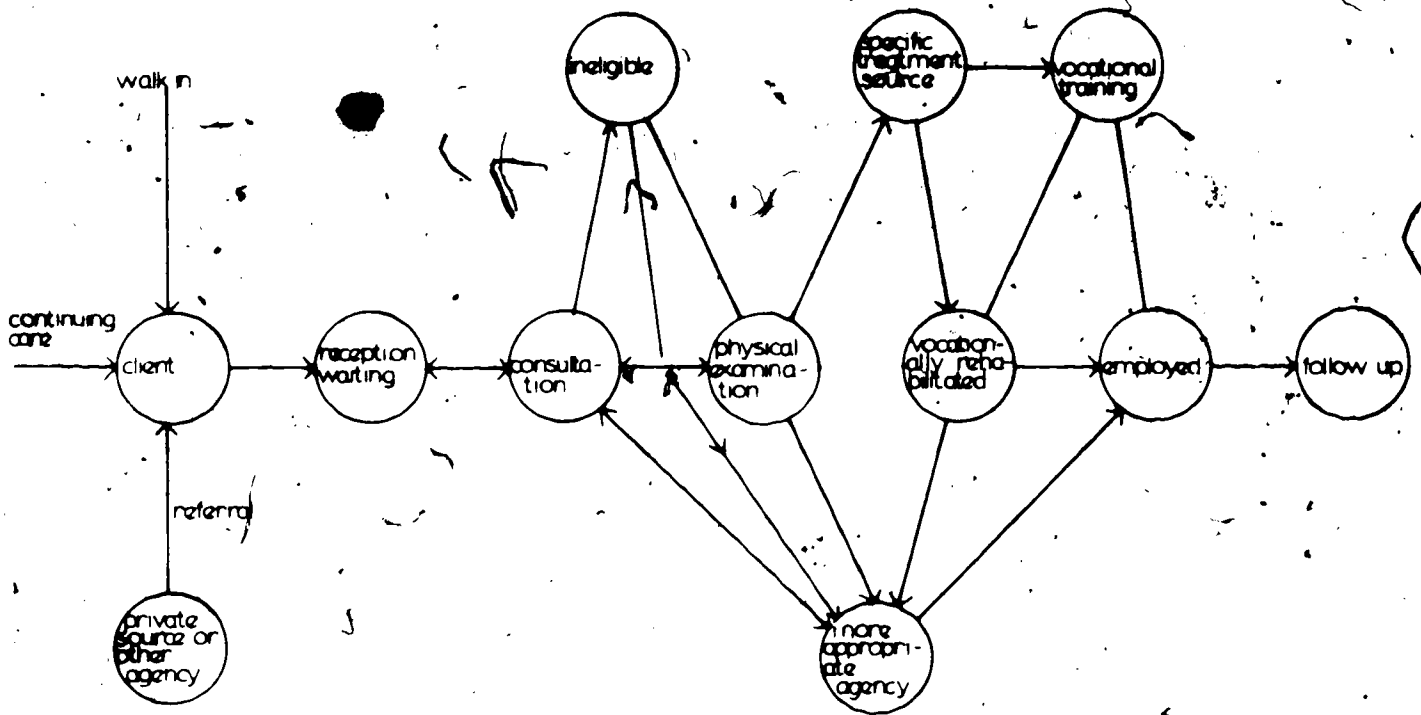 walk in
continuing
care
client
referral
private
source or
other
agency
reception
waiting
consulta-
tion
ineligible
physical
examina-
tion
specific
treatment
source
vocational
training
vocation-
ally reha-
bilitated
employed
follow up
more
appropri-
ate
agency